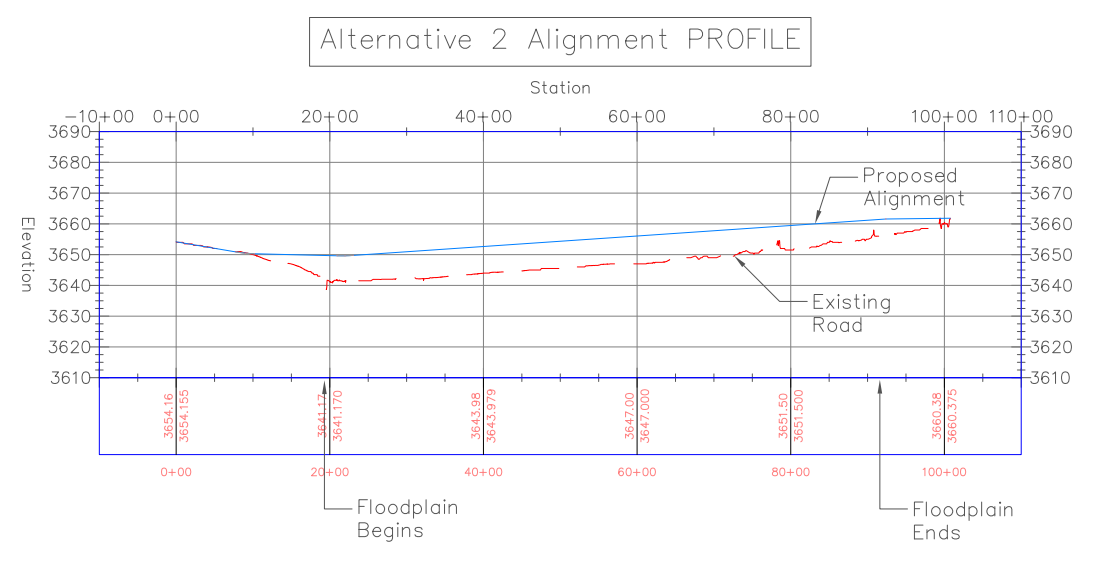 Alternative 2 Alignment PROFILE
Station
-10+00 0+00 20+00 40+00 60+00 80+00 100+00 110+00
3690 3690
3680 3680
3670 3670
3660 3660
3650 3650
3640 3640
3630 3630
3620 3620
3610 3610
Elevation
Proposed
Alignment
Existing
Road
3654.16
3654.155
3641.17
3641.170
3643.98
3643.979
3647.00
3647.000
3651.50
3651.500
3660.38
3660.375
0+00 20+00 40+00 60+00 80+00 100+00
Floodplain
Begins
Floodplain
Ends